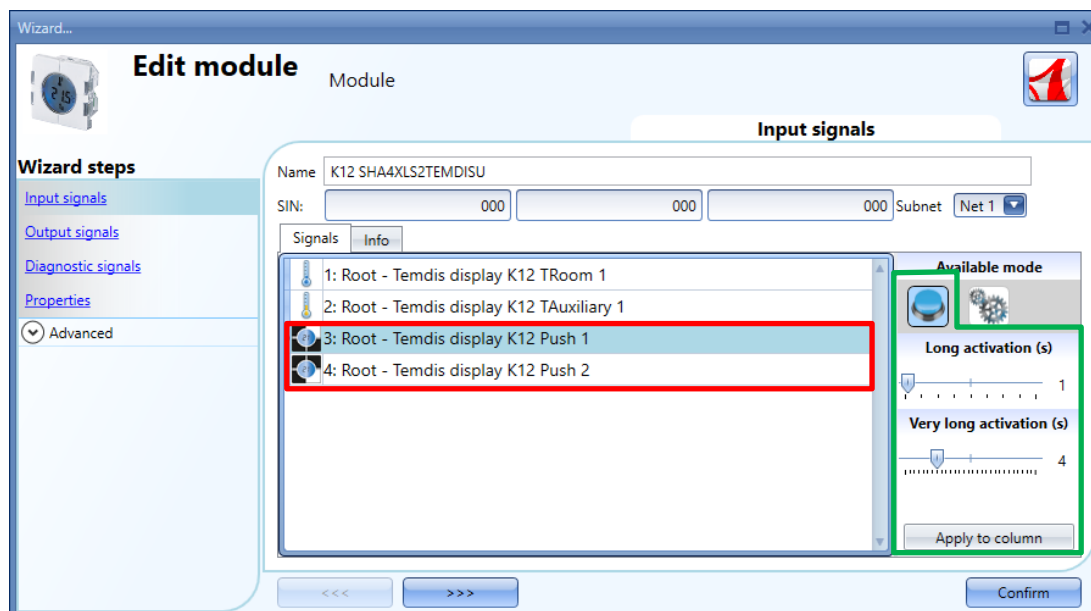 Wizard...
Edit module
Module
Input signals
Wizard steps
Input signals
Output signals
Diagnostic signals
Properties
Advanced
Name K12 SHA4XLS2TEMDISU
SIN: 000 000 000 Subnet Net 1
Signals Info
1: Root - Temdis display K12 TRoom 1
2: Root - Temdis display K12 TAuxiliary 1
3: Root - Temdis display K12 Push 1
4: Root - Temdis display K12 Push 2
Available mode
Long activation (s)
1
Very long activation (s)
4
Apply to column
<<<
>>>
Confirm